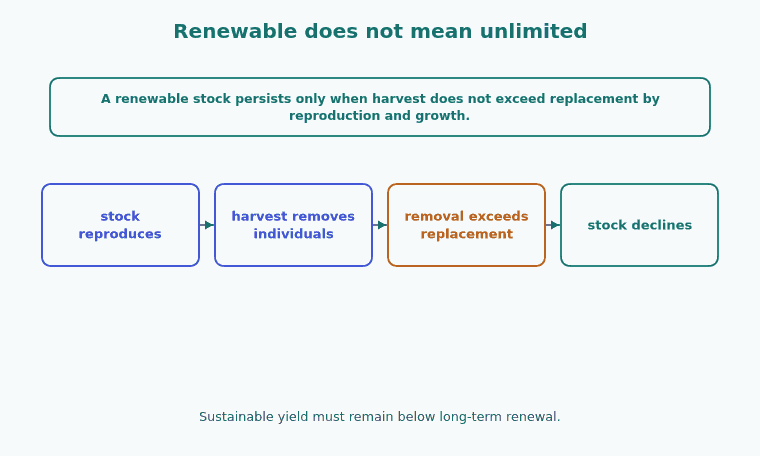 Renewable does not mean unlimited
A renewable stock persists only when harvest does not exceed replacement by
reproduction and growth.
stock
reproduces
harvest removes
individuals
removal exceeds
replacement
stock declines
Sustainable yield must remain below long-term renewal.